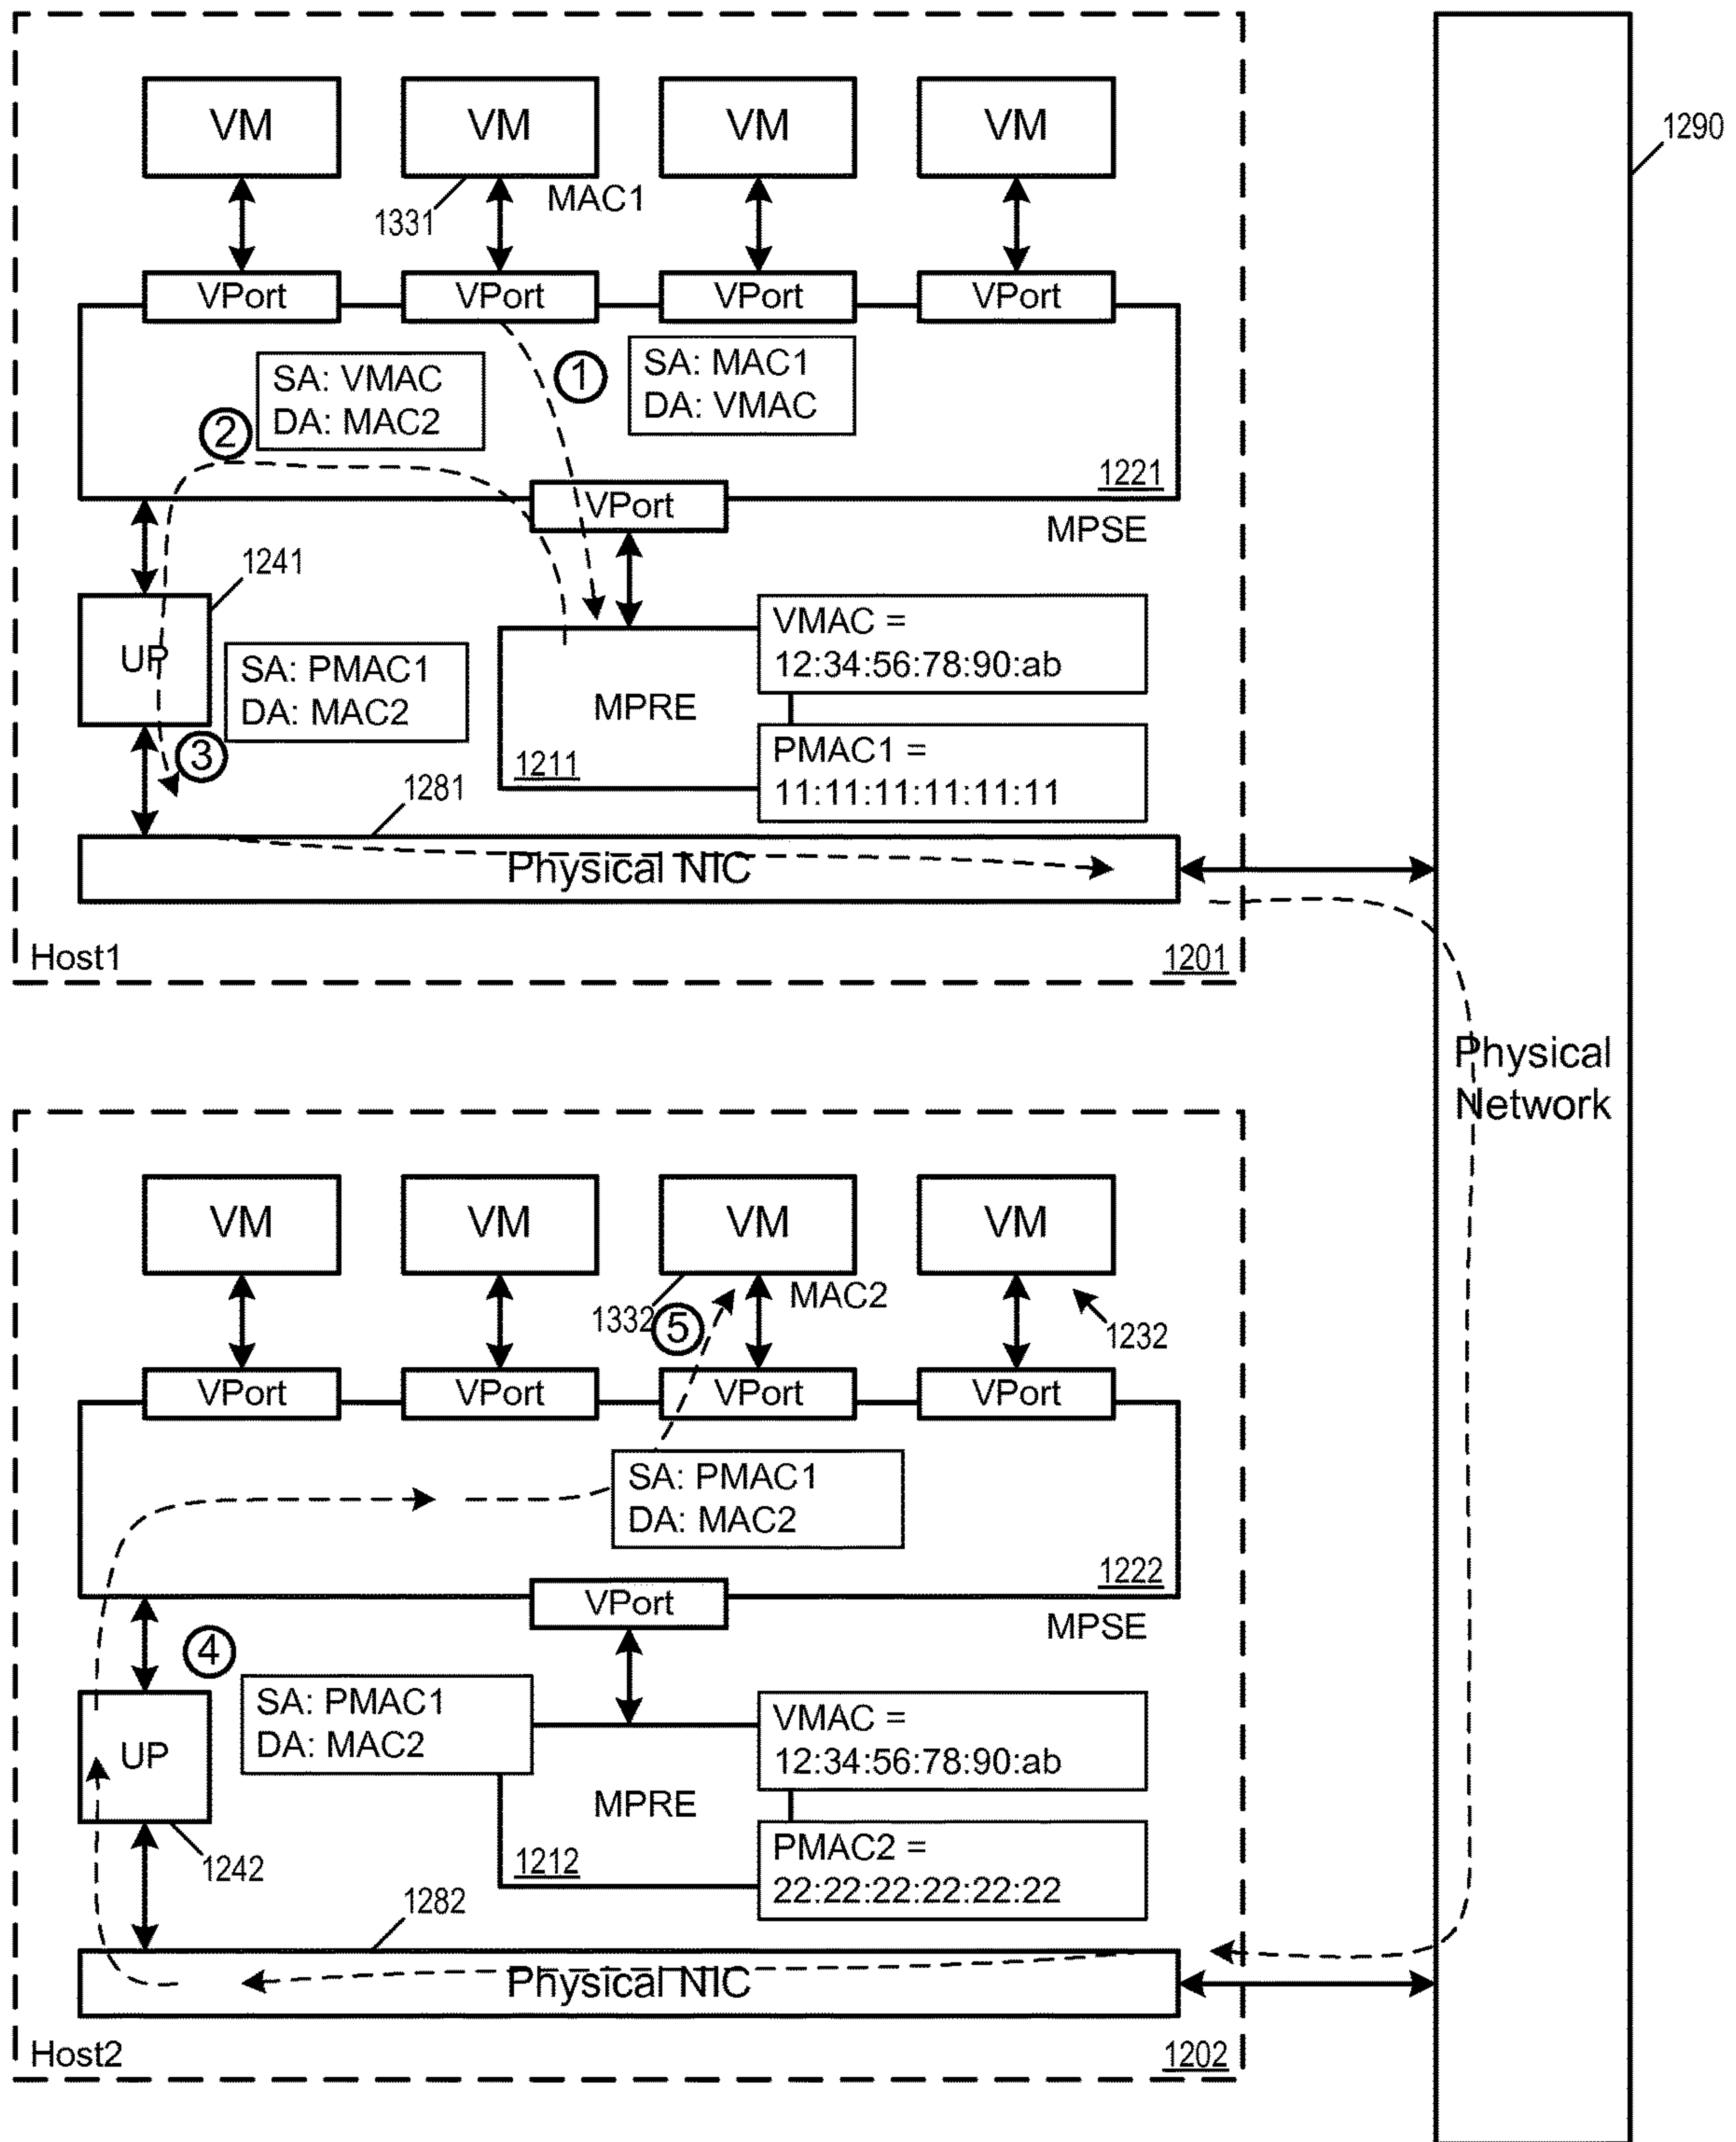 VM
VM
VM
VM
1290
1331
MAC1
VPort
VPort
VPort
VPort
1
SA: MAC1
DA: VMAC
SA: VMAC
DA: MAC2
2
1221
VPort
MPSE
1241
UP
SA: PMAC1
DA: MAC2
3
MPRE
1211
VMAC =
12:34:56:78:90:ab
PMAC1 =
11:11:11:11:11:11
1281
Physical NIC
Host1
1201
Physical
Network
VM
VM
VM
VM
1332
5
MAC2
1232
VPort
VPort
VPort
VPort
SA: PMAC1
DA: MAC2
1222
VPort
MPSE
4
SA: PMAC1
DA: MAC2
UP
1242
MPRE
1212
VMAC =
12:34:56:78:90:ab
PMAC2 =
22:22:22:22:22:22
1282
Physical NIC
Host2
1202